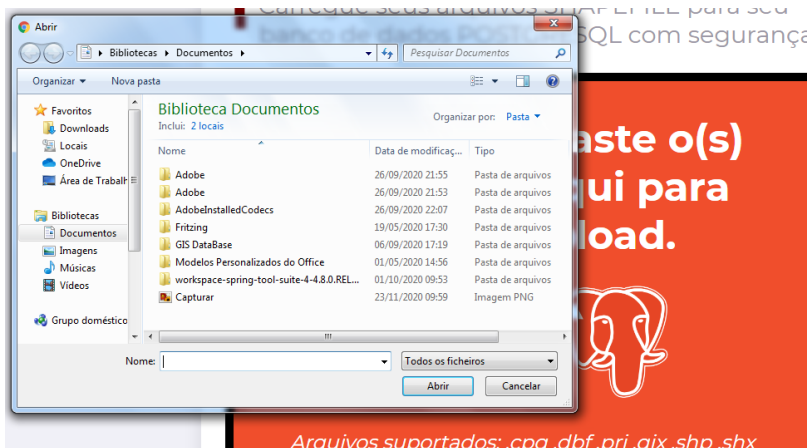 Carregue seus arquivos SHAPEFILE para seu
banco de dados POSTGRESQL com segurança
Abrir
Bibliotecas
Documentos
Pesquisar Documentos
Organizar
Nova pasta
Favoritos
Downloads
Locais
OneDrive
Área de Trabalh
Bibliotecas
Documentos
Imagens
Músicas
Vídeos
Grupo doméstico
Biblioteca Documentos
Inclui: 2 locais
Organizar por: Pasta
Nome Data de modificaç... Tipo
Adobe 26/09/2020 21:55 Pasta de arquivos
Adobe 26/09/2020 21:53 Pasta de arquivos
AdobeInstalledCodecs 26/09/2020 22:07 Pasta de arquivos
Fritzing 19/05/2020 17:30 Pasta de arquivos
GIS DataBase 06/09/2020 17:19 Pasta de arquivos
Modelos Personalizados do Office 01/05/2020 14:56 Pasta de arquivos
workspace-spring-tool-suite-4-4.8.0.REL... 01/10/2020 09:53 Pasta de arquivos
Capturar 23/11/2020 09:59 Imagem PNG
Nome:
Todos os ficheiros
Abrir
Cancelar
aste o(s)
qui para
load.
Arquivos suportados: .cpg .dbf .prj .qix .shp .shx